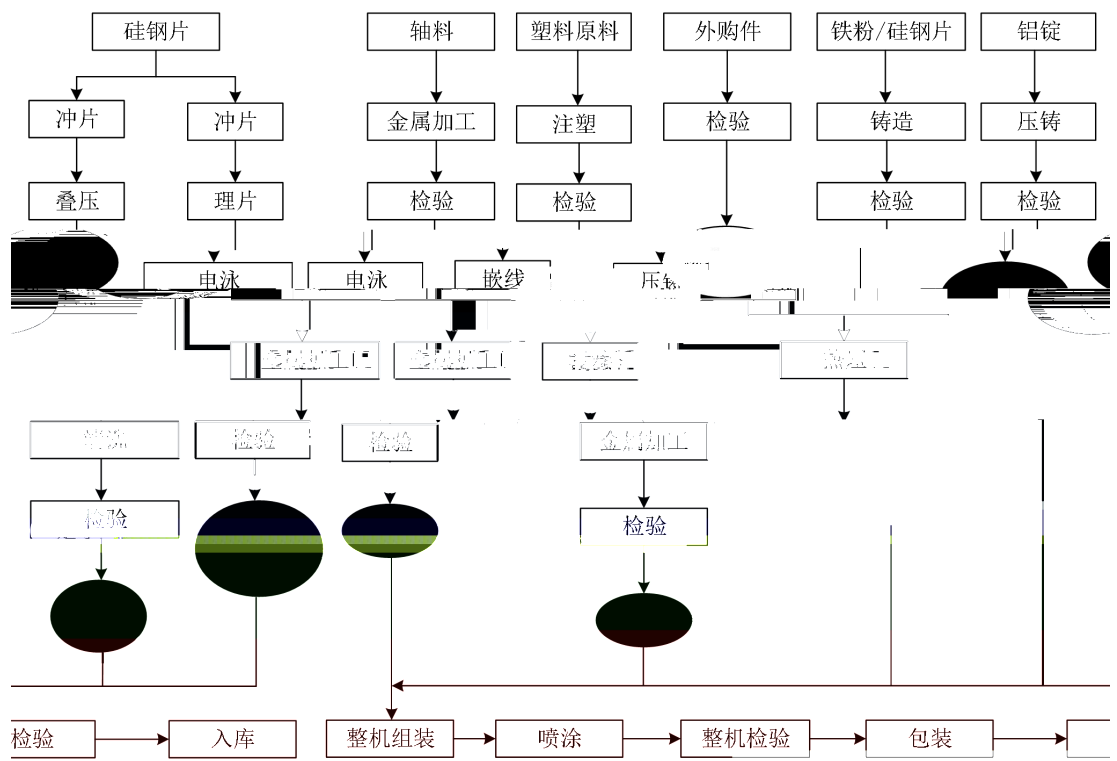 硅钢片
轴料
塑料原料
外购件
铁粉/硅钢片
铝锭
冲片
冲片
金属加工
注塑
检验
铸造
压铸
叠压
理片
检验
检验
检验
检验
电泳
电泳
嵌线
检验
检验
金属加工
检验
检验
检验
入库
整机组装
喷涂
整机检验
包装